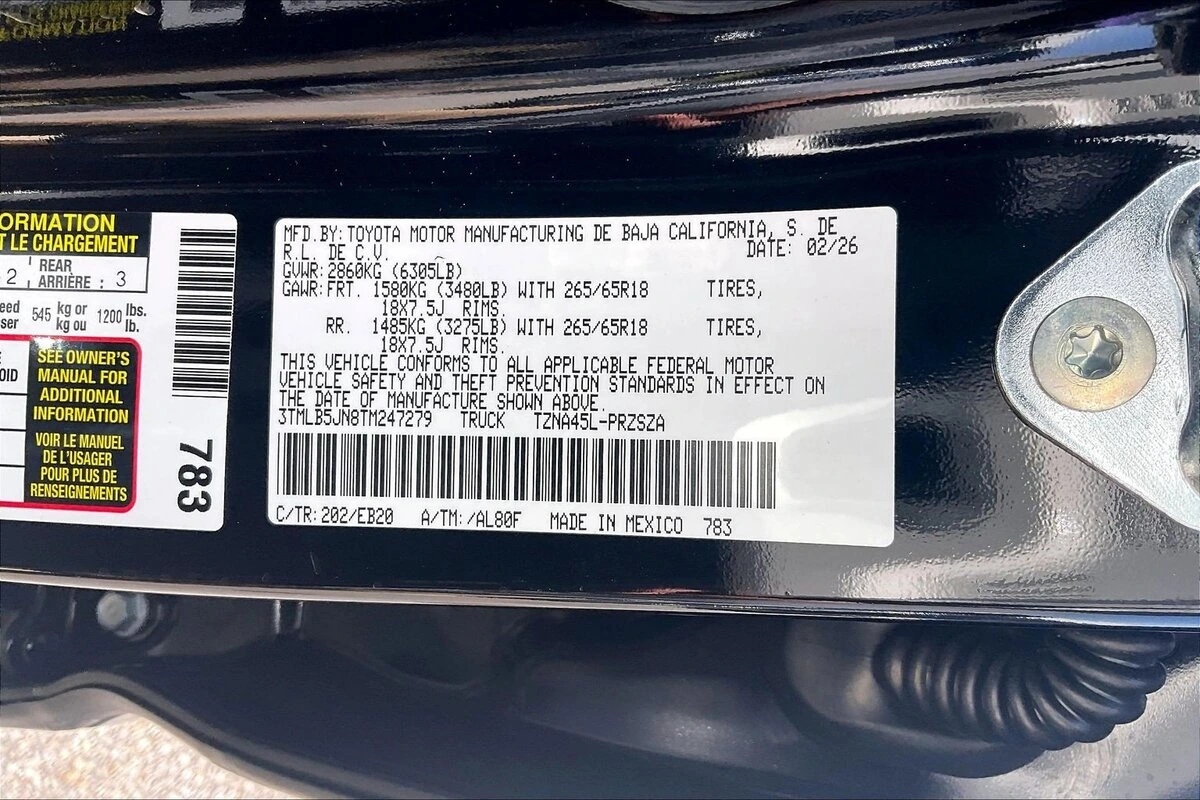 ORMATION
T LE CHARGEMENT
2 REAR ARRIÈRE : 3
545 kg or kg ou 1200 lbs. lb.
SEE OWNER'S
MANUAL FOR
ADDITIONAL
INFORMATION
VOIR LE MANUEL
DE L'USAGER
POUR PLUS DE
RENSEIGNEMENTS
783
MFD.BY:TOYOTA MOTOR MANUFACTURING DE BAJA CALIFORNIA, S. DE
R.L. DE C.V. DATE: 02/26
GVWR:2860KG (6305LB)
GAWR:FRT. 1580KG (3480LB) WITH 265/65R18 TIRES,
18X7.5J RIMS.
RR. 1485KG (3275LB) WITH 265/65R18 TIRES,
18X7.5J RIMS.
THIS VEHICLE CONFORMS TO ALL APPLICABLE FEDERAL MOTOR
VEHICLE SAFETY AND THEFT PREVENTION STANDARDS IN EFFECT ON
THE DATE OF MANUFACTURE SHOWN ABOVE.
3TMLB5JN8TM247279 TRUCK TZNA45L-PRZSZA
C/TR:202/EB20 A/TM:/AL80F MADE IN MEXICO 783